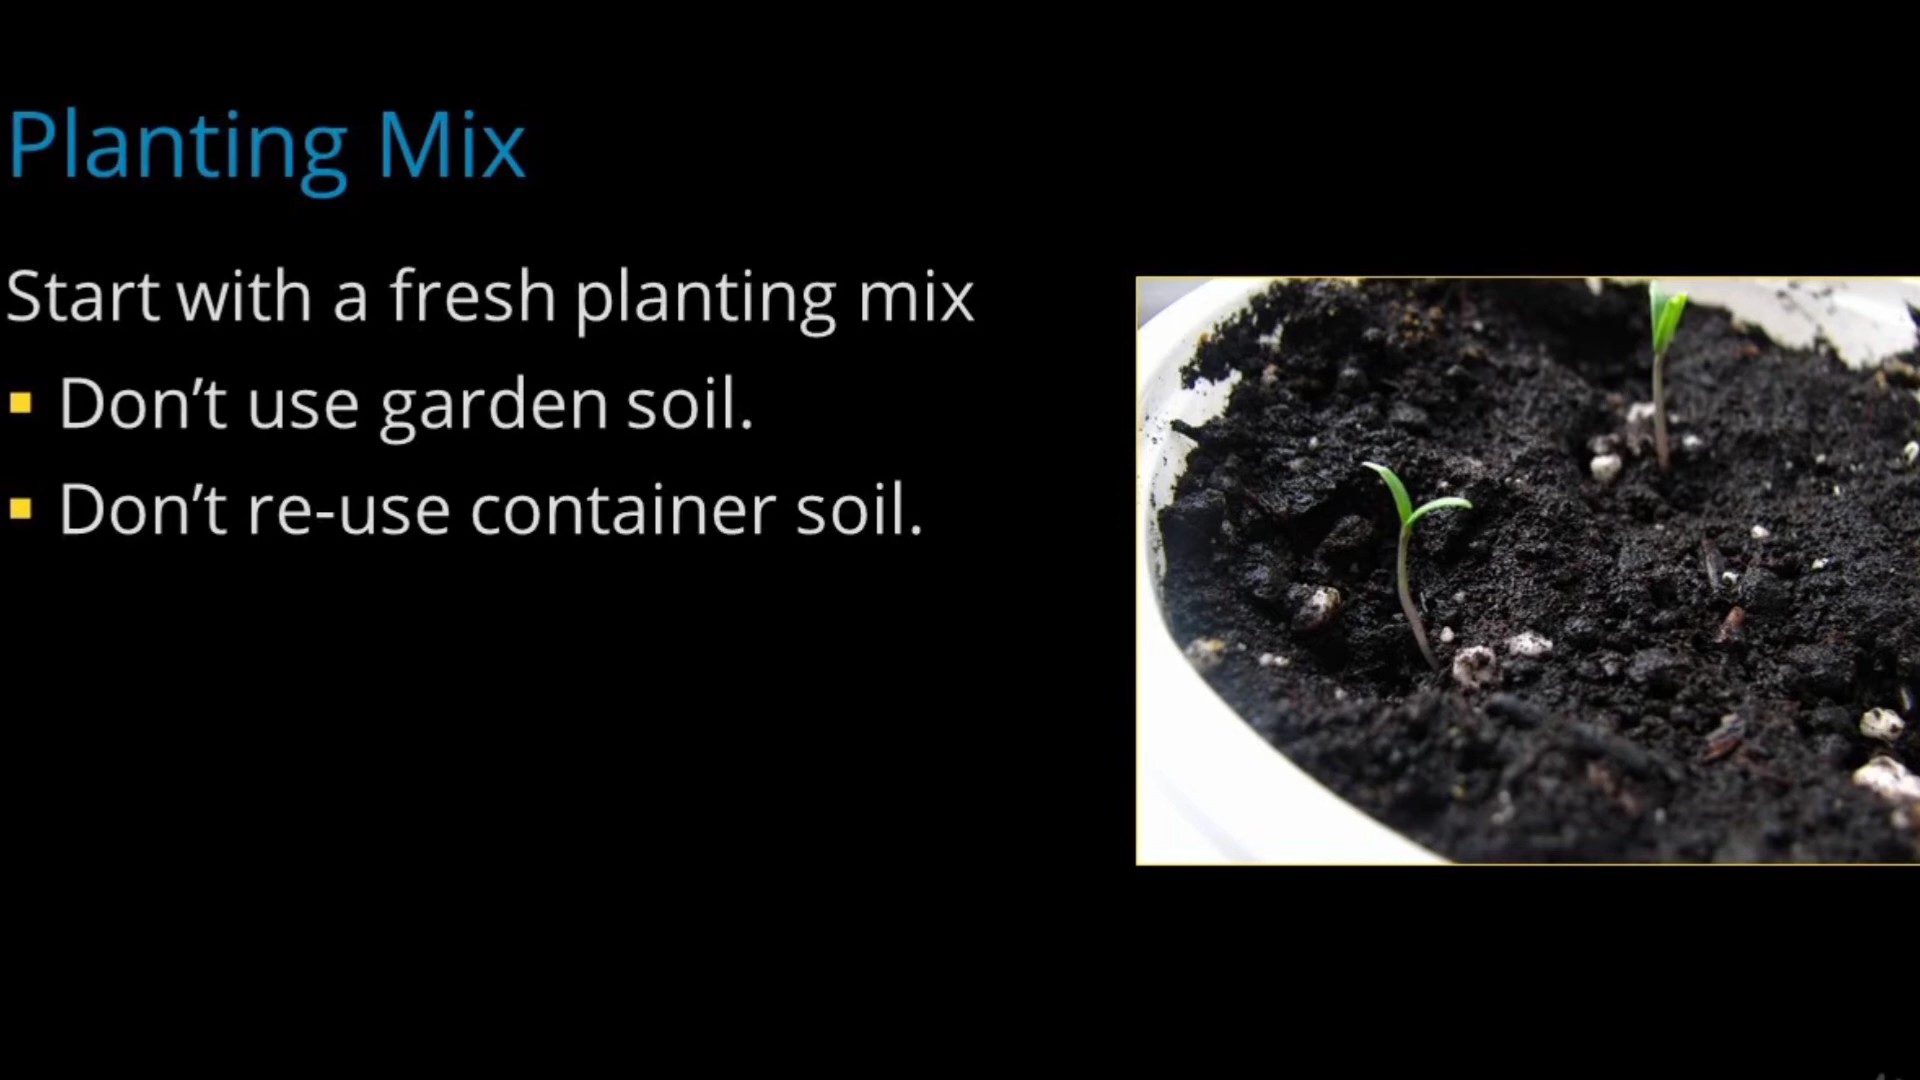 Planting Mix
Start with a fresh planting mix
Don’t use garden soil.
Don’t re-use container soil.